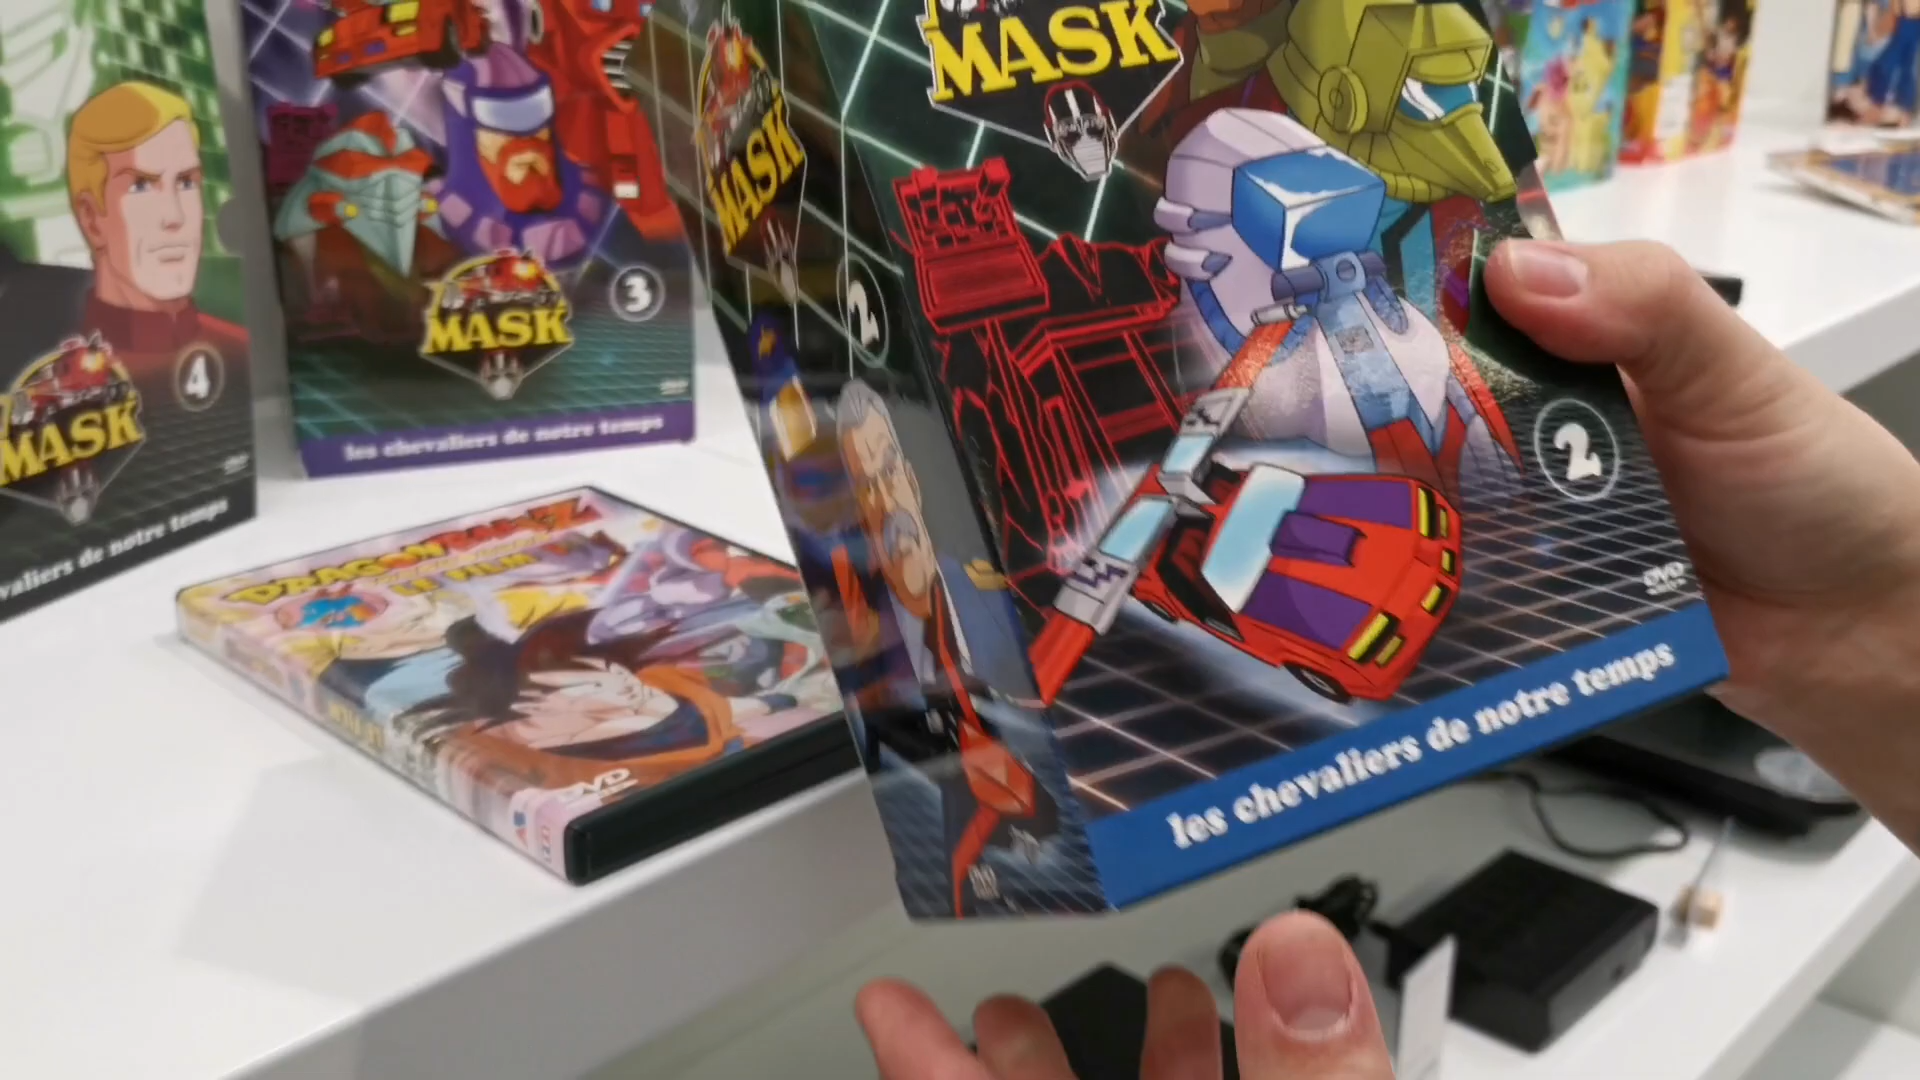 MASK
4
valiers de notre temps
MASK
3
les chevaliers de notre temps
DRAGON BALL Z
LE FILM
DVD
MASK
2
MASK
2
DVD
les chevaliers de notre temps